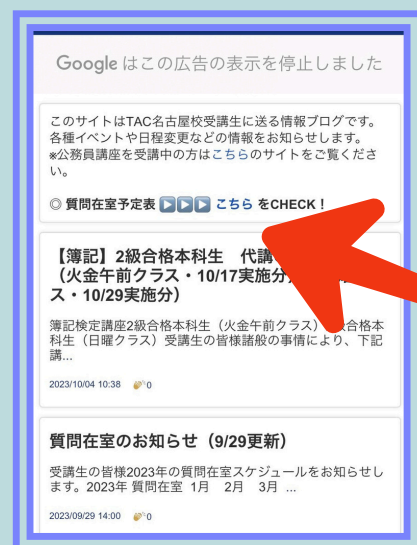 Google はこの広告の表示を停止しました
このサイトはTAC名古屋校受講生に送る情報ブログです。
各種イベントや日程変更などの情報をお知らせします。
※公務員講座を受講中の方はこちらのサイトをご覧くださ
い。
◎ 質問在室予定表 ▶▶▶ こちら をCHECK！
【簿記】2級合格本科生 代講
（火金午前クラス・10/17実施分
ス・10/29実施分）
簿記検定講座2級合格本科生（火金午前クラス）
合格本
科生（日曜クラス）受講生の皆様諸般の事情により、下記
講...
2023/10/04 10:38 👏0
質問在室のお知らせ（9/29更新）
受講生の皆様2023年の質問在室スケジュールをお知らせし
ます。2023年 質問在室 1月 2月 3月 ...
2023/09/29 14:00 👏0